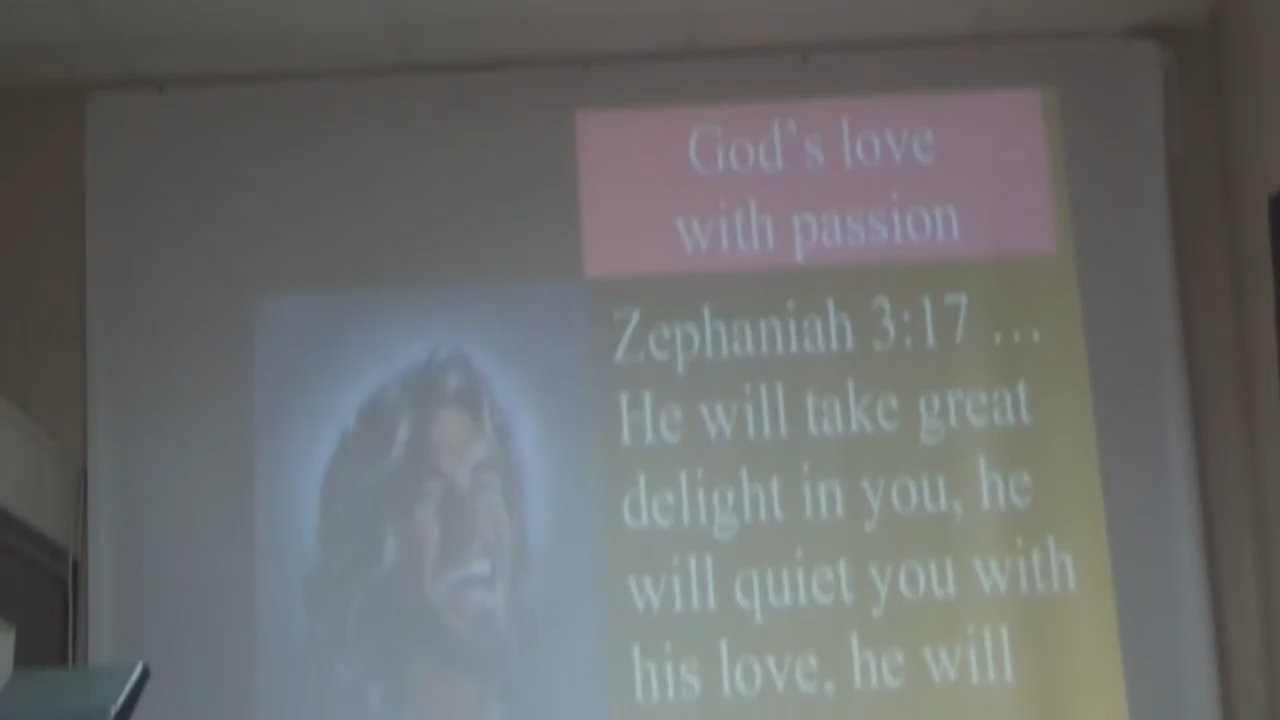 God's love
with passion
Zephaniah 3:17 ...
He will take great
delight in you, he
will quiet you with
his love, he will